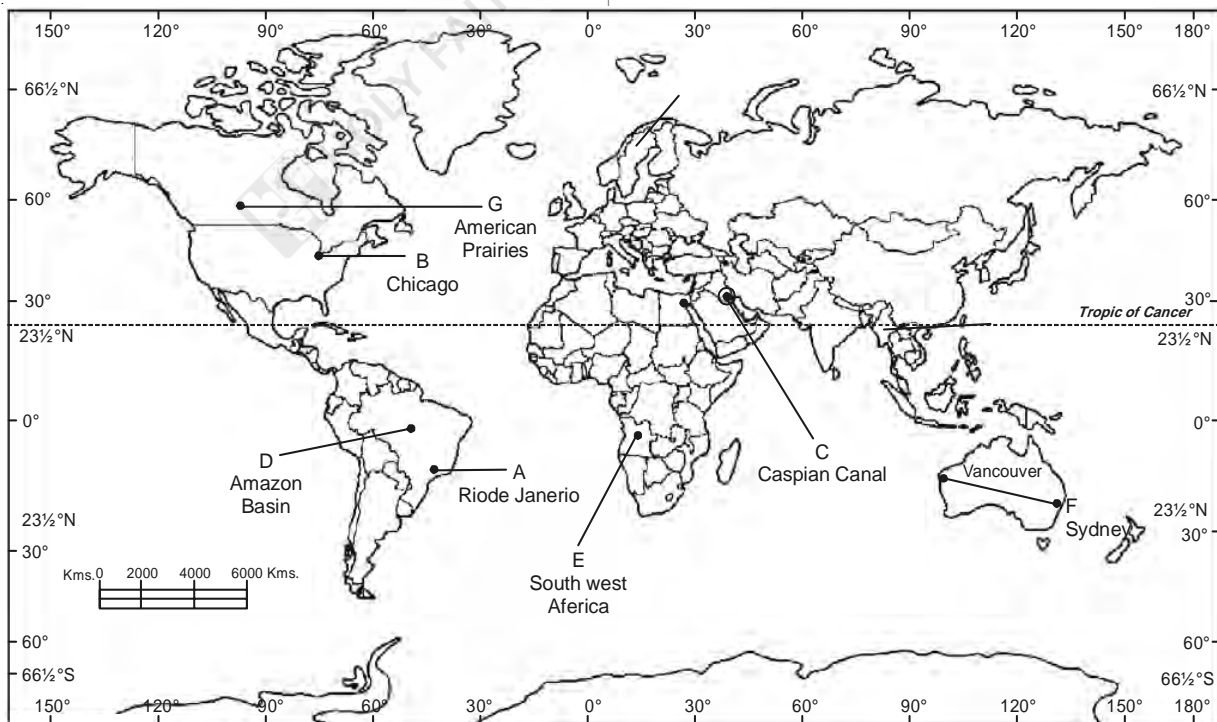 150° 120° 90° 60° 30° 0° 30° 60° 90° 120° 150° 180°
66½°N 66½°N
60° 60°
G
American
Prairies
B
Chicago
30° 30°
Tropic of Cancer
23½°N 23½°N
0° 0°
D
Amazon
Basin
A
Riode Janerio
C
Caspian Canal
Vancouver
23½°N 23½°N
F
Sydney
30° 30°
E
South west
Aferica
Kms. 0 2000 4000 6000 Kms.
60° 60°
66½°S 66½°S
150° 120° 90° 60° 30° 0° 30° 60° 90° 120° 150° 180°